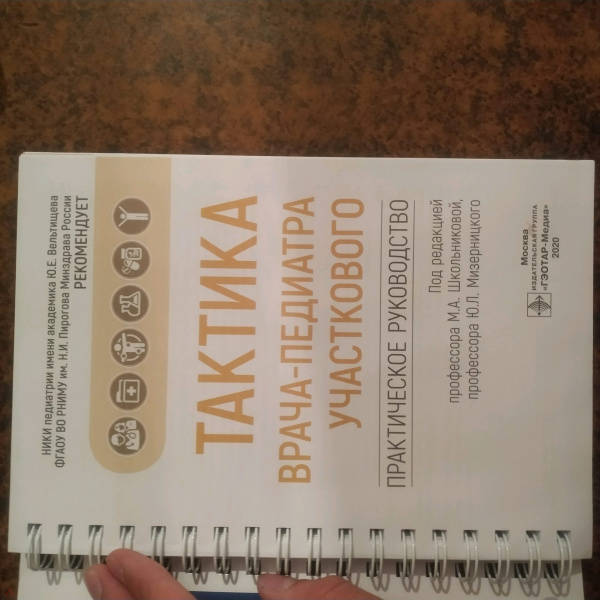 НИКИ педиатрии имени академика Ю.Е. Вельтищева
ФГАОУ ВО РНИМУ им. Н.И. Пирогова Минздрава России
РЕКОМЕНДУЕТ
ТАКТИКА
ВРАЧА-ПЕДИАТРА
УЧАСТКОВОГО
ПРАКТИЧЕСКОЕ РУКОВОДСТВО
Под редакцией
профессора М.А. Школьниковой,
профессора Ю.Л. Мизерницкого
Москва
ИЗДАТЕЛЬСКАЯ ГРУППА
«ГЭОТАР-Медиа»
2020